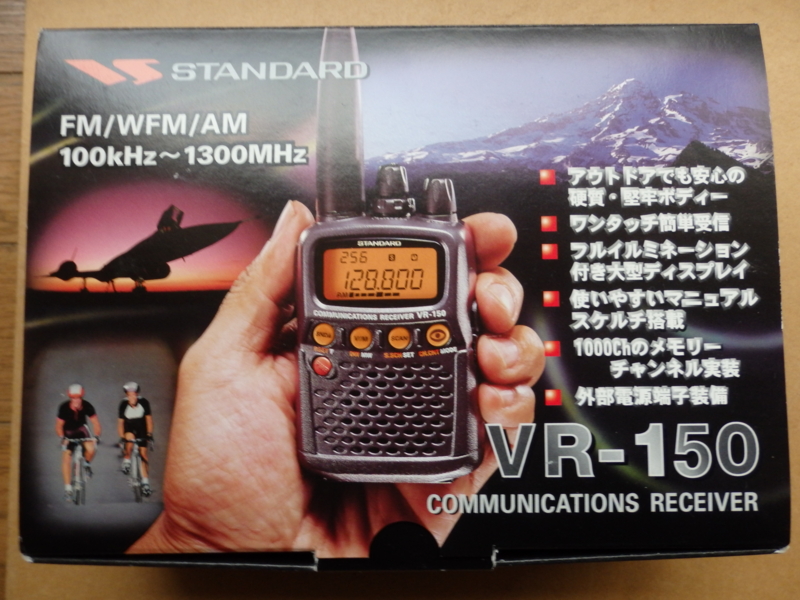 STANDARD
FM/WFM/AM
100kHz～1300MHz
アウトドアでも安心の
硬質・堅牢ボディー
ワンタッチ簡単受信
フルイルミネーション
付き大型ディスプレイ
使いやすいマニュアル
スケルチ搭載
1000Chのメモリー
チャンネル実装
外部電源端子装備
STANDARD
256
128.800
COMMUNICATIONS RECEIVER VR-150
VR-150
COMMUNICATIONS RECEIVER